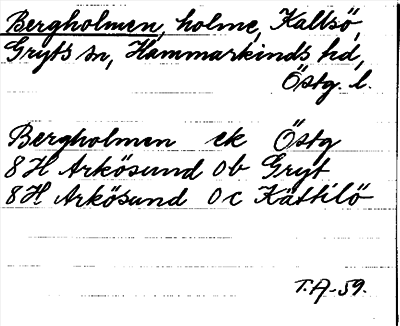 Bergholmen, holme, Kallsö,
Gryts sn, Hammarkinds hd,
Östg. l.
Bergholmen ek Östg
8H Arkösund 0b Gryt
8H Arkösund 0c Kättilö
T.A-59.